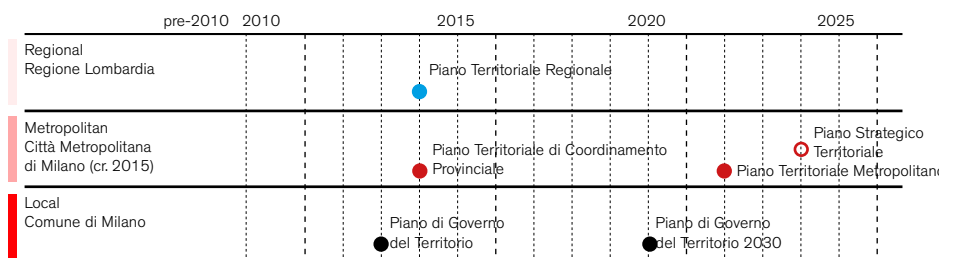 pre-2010 2010 2015 2020 2025
Regional
Regione Lombardia
Piano Territoriale Regionale
Metropolitan
Città Metropolitana
di Milano (cr. 2015)
Piano Territoriale di Coordinamento
Provinciale
Piano Strategico
Territoriale
Piano Territoriale Metropolitano
Local
Comune di Milano
Piano di Governo
del Territorio
Piano di Governo
del Territorio 2030